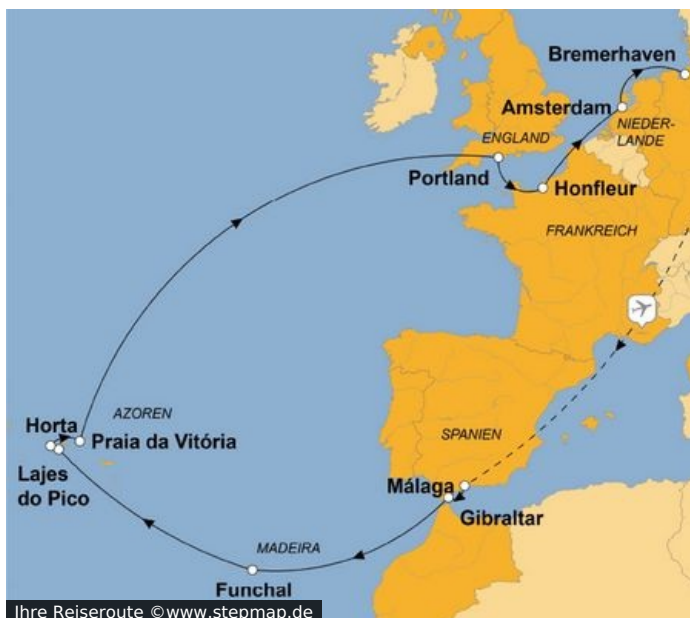 Bremerhaven
Amsterdam
NIEDER-
LANDE
ENGLAND
Portland
Honfleur
FRANKREICH
AZOREN
Horta
Praia da Vitória
Lajes
do Pico
SPANIEN
Málaga
Gibraltar
MADEIRA
Funchal
Ihre Reiseroute ©www.stepmap.de